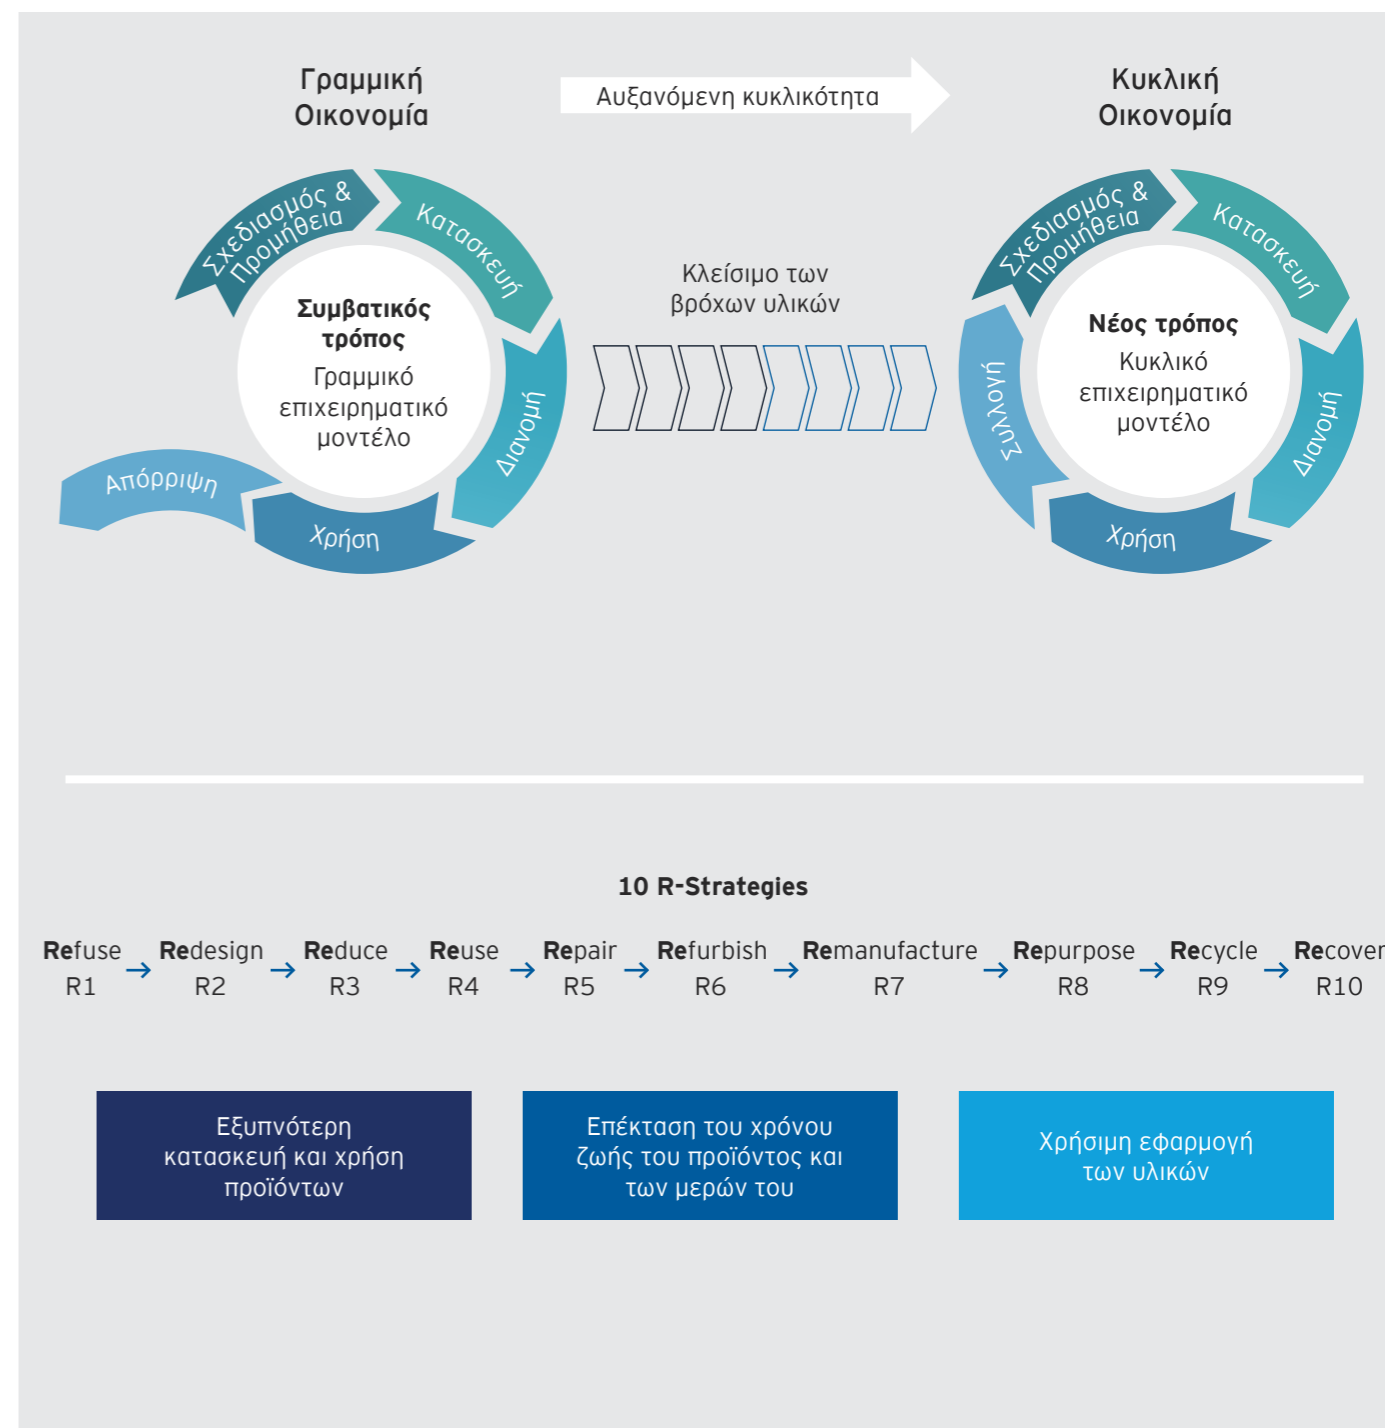 Γραμμική
Οικονομία
Αυξανόμενη κυκλικότητα
Κυκλική
Οικονομία
Σχεδιασμός &
Προμήθεια
Κατασκευή
Διανομή
Χρήση
Απόρριψη
Συμβατικός
τρόπος
Γραμμικό
επιχειρηματικό
μοντέλο
Κλείσιμο των
βρόχων υλικών
Σχεδιασμός &
Προμήθεια
Κατασκευή
Διανομή
Χρήση
Συλλογή
Νέος τρόπος
Κυκλικό
επιχειρηματικό
μοντέλο
10 R-Strategies
Refuse → Redesign → Reduce → Reuse → Repair → Refurbish → Remanufacture → Repurpose → Recycle → Recover
R1 R2 R3 R4 R5 R6 R7 R8 R9 R10
Εξυπνότερη
κατασκευή και χρήση
προϊόντων
Επέκταση του χρόνου
ζωής του προϊόντος και
των μερών του
Χρήσιμη εφαρμογή
των υλικών